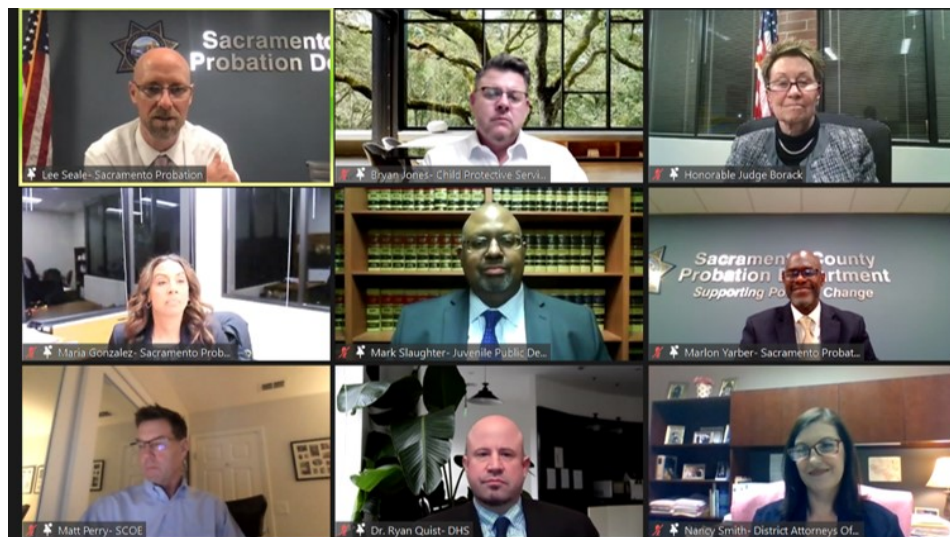 Sacramento
Probation De
Lee Seale- Sacramento Probation
Bryan Jones- Child Protective Servi...
Honorable Judge Borack
Maria Gonzalez- Sacramento Prob...
Mark Slaughter- Juvenile Public De...
Sacramento County
Probation Department
Supporting Change
Marlon Yarber- Sacramento Probat...
Matt Perry- SCOE
Dr. Ryan Quist- DHS
Nancy Smith- District Attorneys Of...